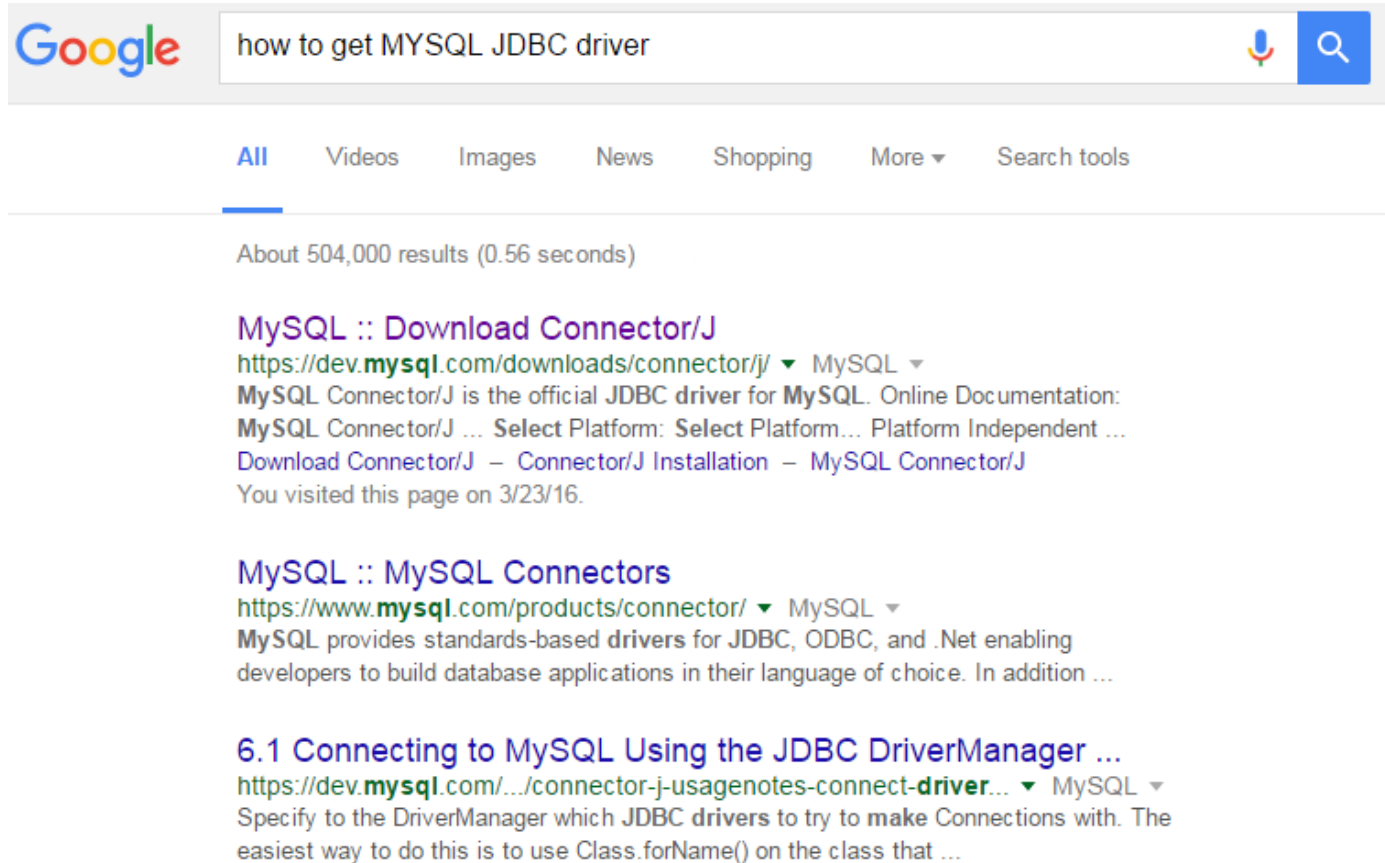 Google how to get MYSQL JDBC driver
All Videos Images News Shopping More Search tools
About 504,000 results (0.56 seconds)
MySQL :: Download Connector/J
https://dev.mysql.com/downloads/connector/j/ MySQL
MySQL Connector/J is the official JDBC driver for MySQL. Online Documentation:
MySQL Connector/J ... Select Platform: Select Platform... Platform Independent ...
Download Connector/J – Connector/J Installation – MySQL Connector/J
You visited this page on 3/23/16.
MySQL :: MySQL Connectors
https://www.mysql.com/products/connector/ MySQL
MySQL provides standards-based drivers for JDBC, ODBC, and .Net enabling
developers to build database applications in their language of choice. In addition ...
6.1 Connecting to MySQL Using the JDBC DriverManager ...
https://dev.mysql.com/.../connector-j-usagenotes-connect-driver... MySQL
Specify to the DriverManager which JDBC drivers to try to make Connections with. The
easiest way to do this is to use Class.forName() on the class that ...